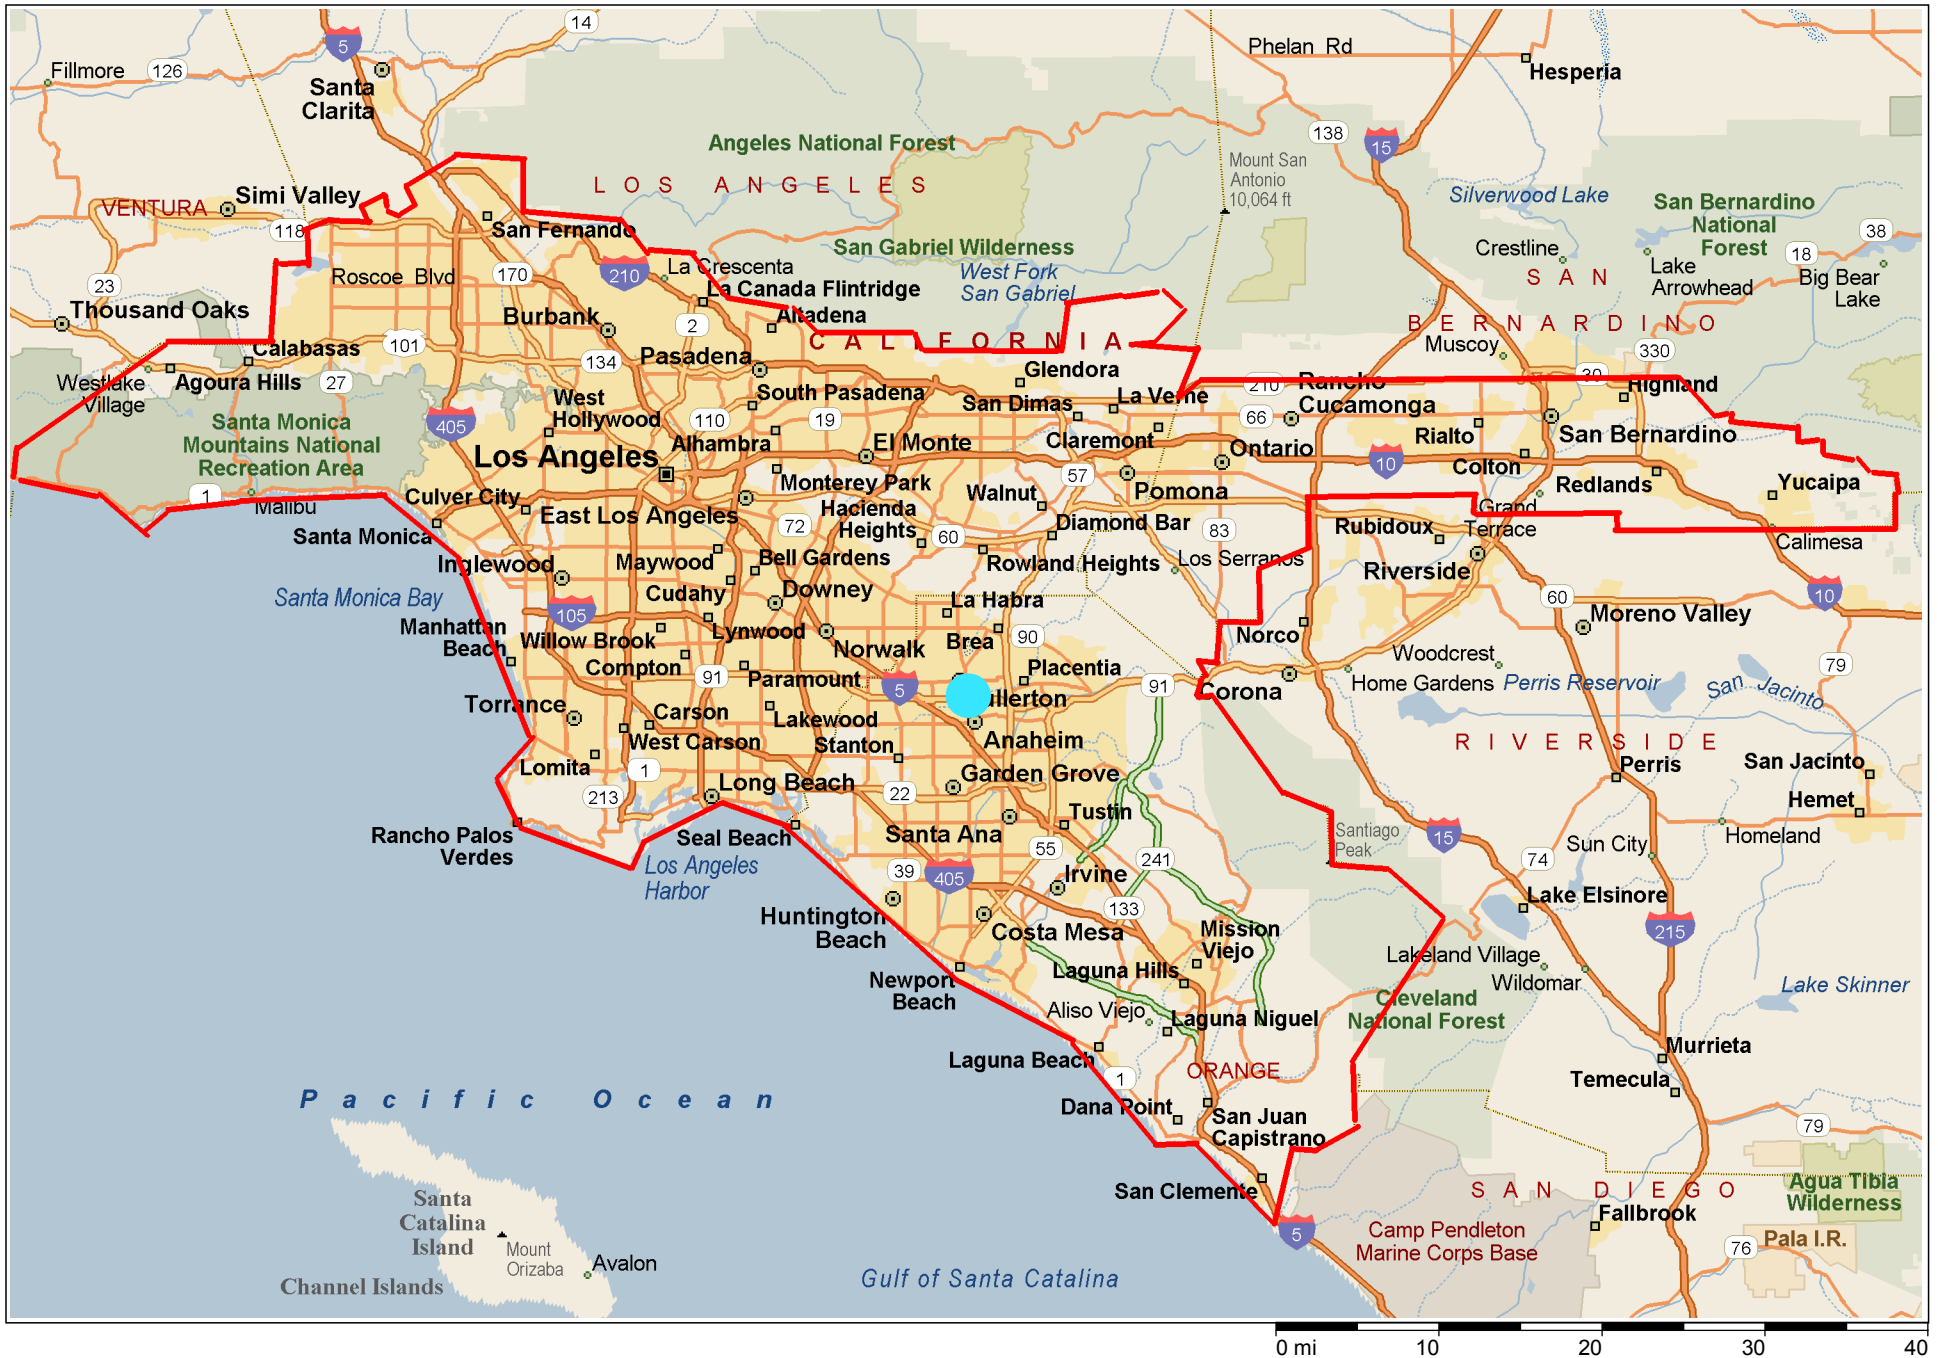 14
5
Phelan Rd
Fillmore
126
Hesperia
Santa
Clarita
138
15
Angeles National Forest
Mount San
Antonio
10,064 ft
LOS ANGELES
Silverwood Lake
San Bernardino
National
Forest
Simi Valley
VENTURA
118
San Fernando
38
San Gabriel Wilderness
Crestline
18
Roscoe Blvd
170
210
La Crescenta
West Fork
San Gabriel
SAN
Lake
Arrowhead
Big Bear
Lake
23
La Canada Flintridge
Thousand Oaks
Burbank
2
Altadena
BERNARDINO
101
CALIFORNIA
Muscoy
330
Calabasas
134
Pasadena
Glendora
Westlake
Village
Agoura Hills
27
South Pasadena
210
Rancho
Cucamonga
30
Highland
West
Hollywood
San Dimas
La Verne
Santa Monica
Mountains National
Recreation Area
405
110
19
66
Alhambra
El Monte
Claremont
Ontario
Rialto
San Bernardino
Los Angeles
10
Colton
57
Monterey Park
Walnut
Pomona
Redlands
Yucaipa
1
Malibu
Culver City
East Los Angeles
Hacienda
Heights
Grand
Terrace
72
60
Diamond Bar
83
Rubidoux
Santa Monica
Calimesa
Inglewood
Maywood
Bell Gardens
Rowland Heights
Los Serranos
Riverside
Santa Monica Bay
Cudahy
Downey
La Habra
105
60
10
Moreno Valley
Manhattan
Beach
Willow Brook
Lynwood
Norwalk
Brea
90
Norco
Compton
Placentia
Woodcrest
79
91
Paramount
5
91
Corona
Home Gardens
Perris Reservoir
San Jacinto
Torrance
Carson
Lakewood
ullerton
West Carson
Stanton
Anaheim
RIVERSIDE
Lomita
1
Long Beach
Garden Grove
Perris
San Jacinto
213
22
Tustin
Hemet
Rancho Palos
Verdes
Seal Beach
Santa Ana
Santiago
Peak
15
Homeland
Los Angeles
Harbor
55
241
74
Sun City
39
405
Irvine
Lake Elsinore
133
Huntington
Beach
Costa Mesa
Mission
Viejo
215
Lakeland Village
Laguna Hills
Wildomar
Newport
Beach
Cleveland
National Forest
Lake Skinner
Aliso Viejo
Laguna Niguel
Murrieta
Laguna Beach
ORANGE
1
Temecula
Pacific Ocean
Dana Point
San Juan
Capistrano
79
San Clemente
SAN DIEGO
Agua Tibia
Wilderness
Santa
Catalina
Island
Fallbrook
5
Camp Pendleton
Marine Corps Base
76
Pala I.R.
Mount
Orizaba
Avalon
Channel Islands
Gulf of Santa Catalina
0 mi 10 20 30 40